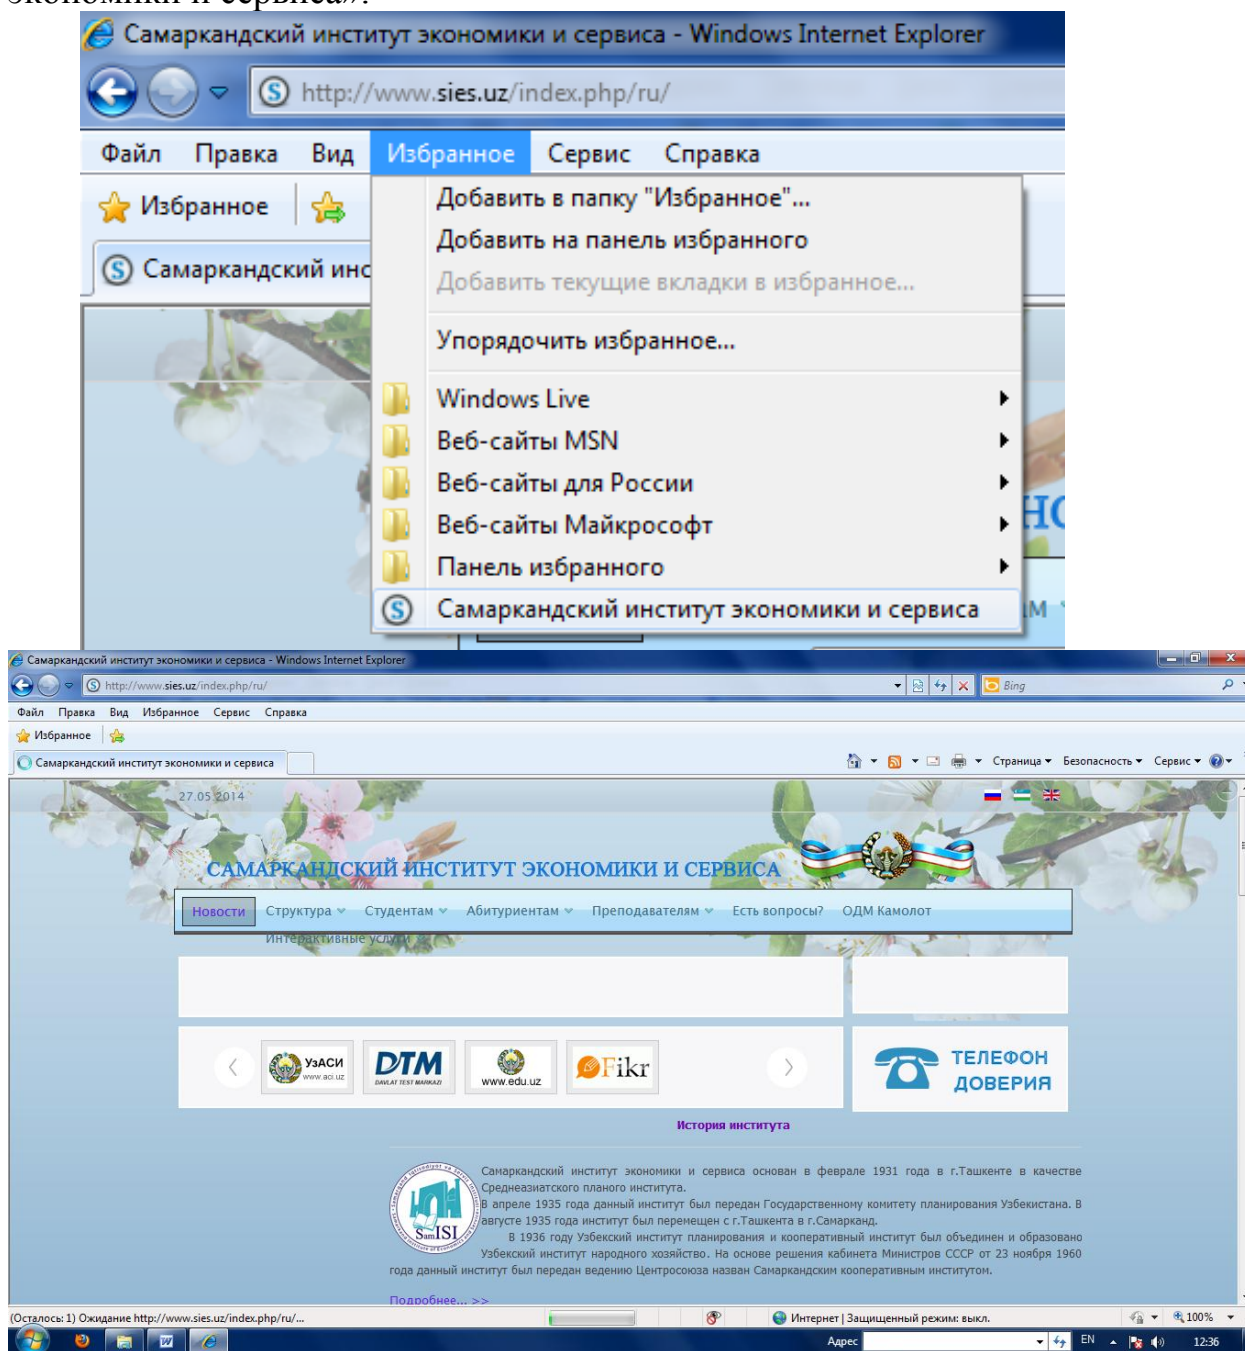 экономики и сервиса».
Самаркандский институт экономики и сервиса - Windows Internet Explorer
http://www.sies.uz/index.php/ru/
Файл Правка Вид Избранное Сервис Справка
Избранное
Добавить в папку "Избранное"...
Добавить на панель избранного
Самаркандский инс
Добавить текущие вкладки в избранное...
Упорядочить избранное...
Windows Live
Веб-сайты MSN
Веб-сайты для России
Веб-сайты Майкрософт
Панель избранного
Самаркандский институт экономики и сервиса
Самаркандский институт экономики и сервиса - Windows Internet Explorer
http://www.sies.uz/index.php/ru/
Bing
Файл Правка Вид Избранное Сервис Справка
Избранное
Самаркандский институт экономики и сервиса
Страница Безопасность Сервис
27.05.2014
САМАРКАНДСКИЙ ИНСТИТУТ ЭКОНОМИКИ И СЕРВИСА
Новости Структура Студентам Абитуриентам Преподавателям Есть вопросы? ОДМ Камолот
Интерактивные услуги
УзАСИ
www.aci.uz
DTM
DAVLAT TEST MARKAZI
www.edu.uz
Fikr
ТЕЛЕФОН
ДОВЕРИЯ
История института
Самаркандский институт экономики и сервиса основан в феврале 1931 года в г.Ташкенте в качестве
Среднеазиатского планого института.
В апреле 1935 года данный институт был передан Государственному комитету планирования Узбекистана. В
августе 1935 года институт был перемещен с г.Ташкента в г.Самарканд.
В 1936 году Узбекский институт планирования и кооперативный институт был объединен и образовано
Узбекский институт народного хозяйство. На основе решения кабинета Министров СССР от 23 ноября 1960
года данный институт был передан ведению Центросоюза назван Самаркандским кооперативным институтом.
SamISI
Подробнее... >>
(Осталось: 1) Ожидание http://www.sies.uz/index.php/ru/...
Интернет | Защищенный режим: выкл.
100%
Адрес
EN
12:36